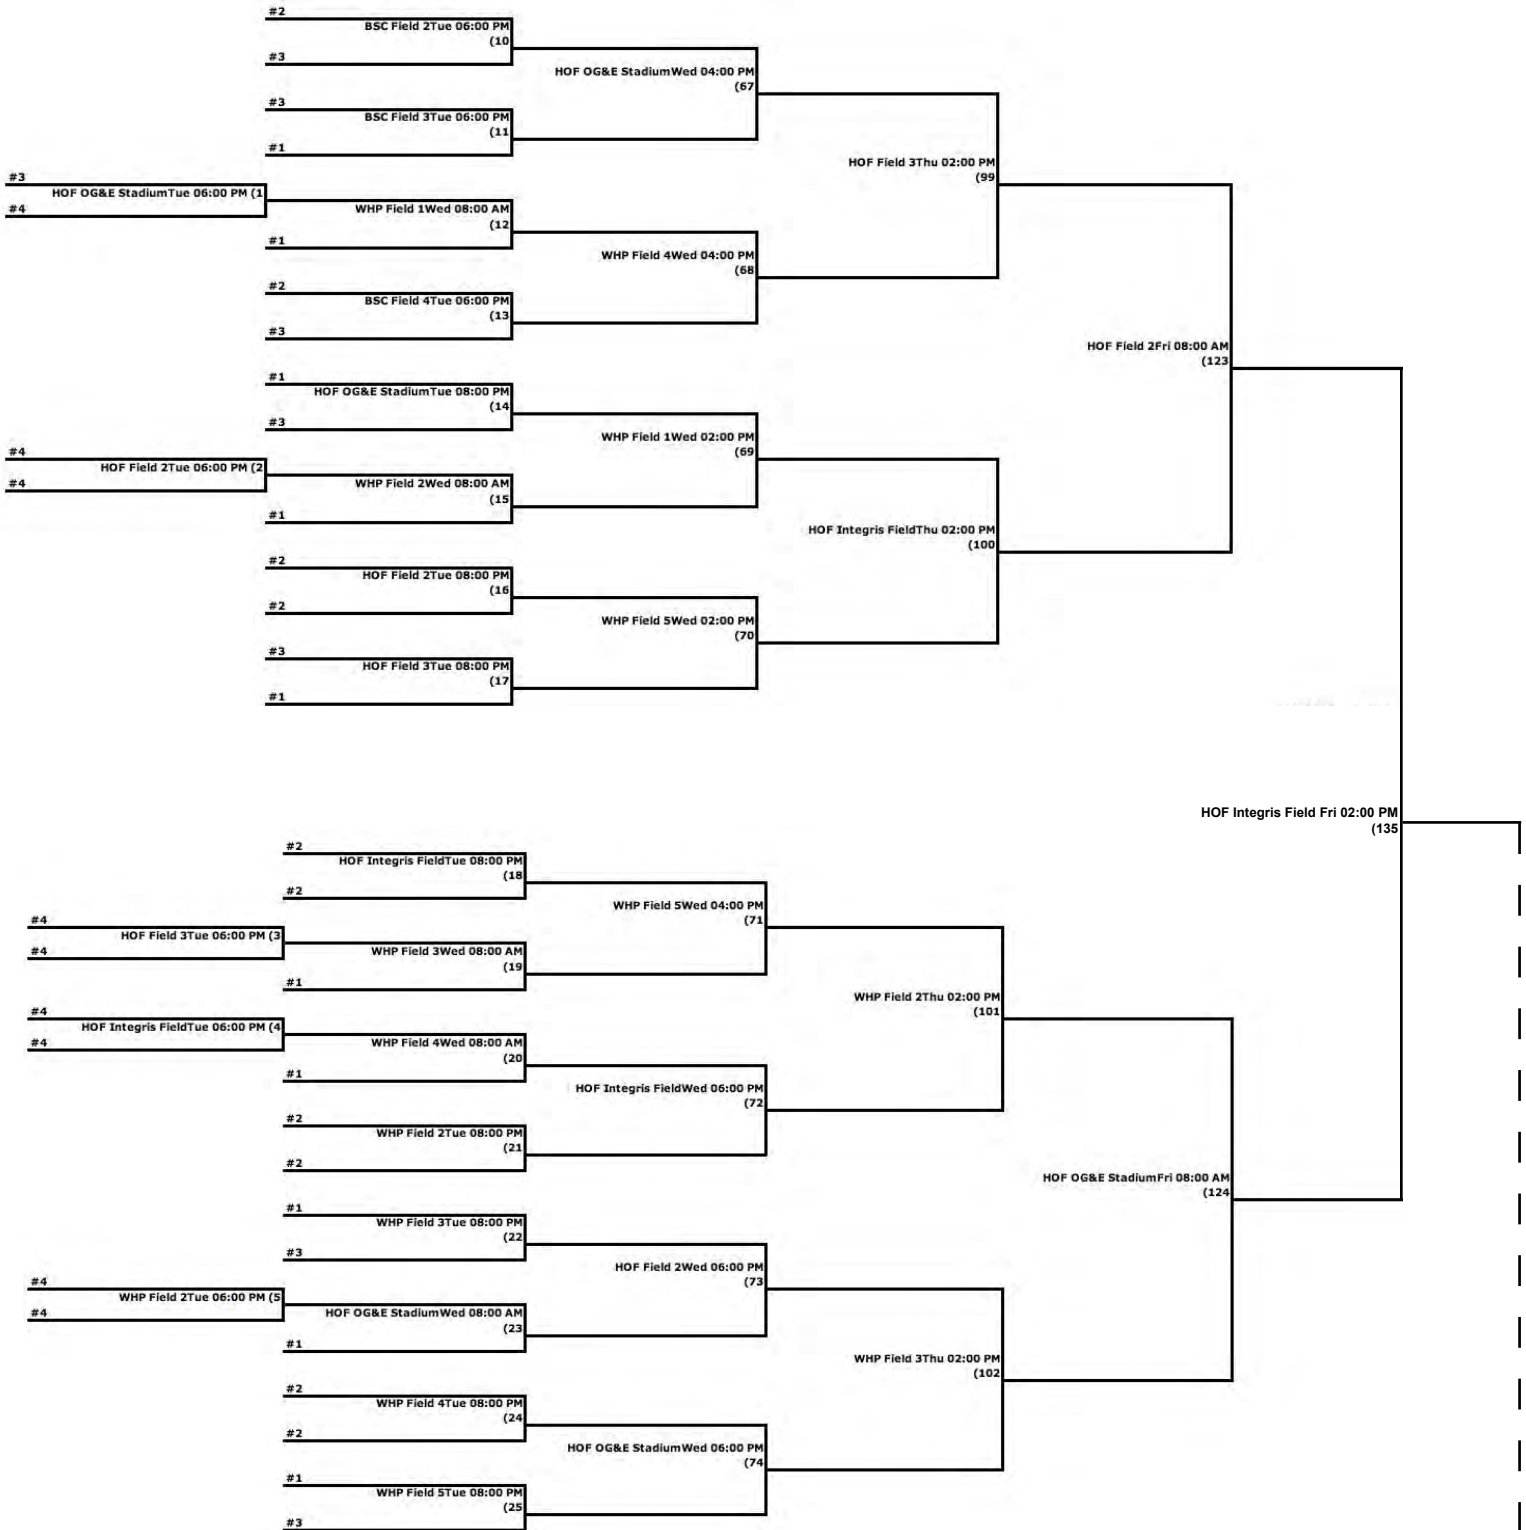 #2
BSC Field 2Tue 06:00 PM
(10
#3
HOF OG&E StadiumWed 04:00 PM
(67
#3
BSC Field 3Tue 06:00 PM
(11
#1
HOF Field 3Thu 02:00 PM
(99
#3
HOF OG&E StadiumTue 06:00 PM (1
#4
WHP Field 1Wed 08:00 AM
(12
#1
WHP Field 4Wed 04:00 PM
(68
#2
BSC Field 4Tue 06:00 PM
(13
#3
HOF Field 2Fri 08:00 AM
(123
#1
HOF OG&E StadiumTue 08:00 PM
(14
#3
WHP Field 1Wed 02:00 PM
(69
#4
HOF Field 2Tue 06:00 PM (2
#4
WHP Field 2Wed 08:00 AM
(15
#1
HOF Integris FieldThu 02:00 PM
(100
#2
HOF Field 2Tue 08:00 PM
(16
#2
WHP Field 5Wed 02:00 PM
(70
#3
HOF Field 3Tue 08:00 PM
(17
#1
HOF Integris Field Fri 02:00 PM
(135
#2
HOF Integris FieldTue 08:00 PM
(18
#2
WHP Field 5Wed 04:00 PM
(71
#4
HOF Field 3Tue 06:00 PM (3
#4
WHP Field 3Wed 08:00 AM
(19
#1
WHP Field 2Thu 02:00 PM
(101
#4
HOF Integris FieldTue 06:00 PM (4
#4
WHP Field 4Wed 08:00 AM
(20
#1
HOF Integris FieldWed 06:00 PM
(72
#2
WHP Field 2Tue 08:00 PM
(21
#2
HOF OG&E StadiumFri 08:00 AM
(124
#1
WHP Field 3Tue 08:00 PM
(22
#3
HOF Field 2Wed 06:00 PM
(73
#4
WHP Field 2Tue 06:00 PM (5
#4
HOF OG&E StadiumWed 08:00 AM
(23
#1
WHP Field 3Thu 02:00 PM
(102
#2
WHP Field 4Tue 08:00 PM
(24
#2
HOF OG&E StadiumWed 06:00 PM
(74
#1
WHP Field 5Tue 08:00 PM
(25
#3